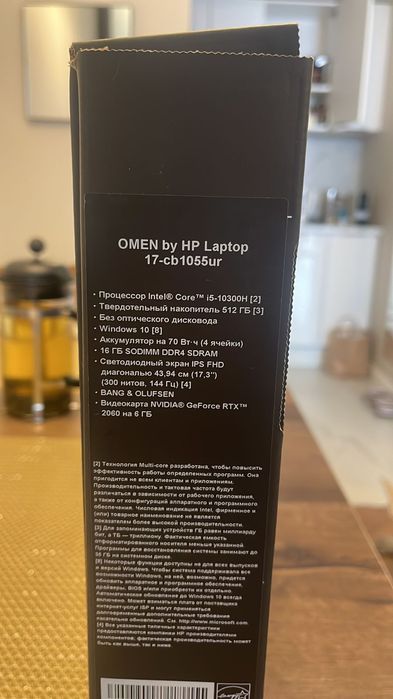 OMEN by HP Laptop
17-cb1055ur
• Процессор Intel® Core™ i5-10300H [2]
• Твердотельный накопитель 512 ГБ [3]
• Без оптического дисковода
• Windows 10 [8]
• Аккумулятор на 70 Вт·ч (4 ячейки)
• 16 ГБ SODIMM DDR4 SDRAM
• Светодиодный экран IPS FHD
диагональю 43,94 см (17,3")
(300 нитов, 144 Гц) [4]
• BANG & OLUFSEN
• Видеокарта NVIDIA® GeForce RTX™
2060 на 6 ГБ
[2] Технология Multi-core разработана, чтобы повысить
эффективность работы определенных программ. Она
пригодится не всем клиентам и приложениям.
Производительность и тактовая частота будут
различаться в зависимости от рабочего приложения,
а также от конфигураций аппаратного и программного
обеспечения. Числовая индикация Intel, фирменное и
(или) товарное наименование не является
показателем более высокой производительности.
[3] Для запоминающих устройств ГБ равен миллиарду
бит, а ТБ — триллиону. Фактическая емкость
отформатированного носителя меньше указанной.
Программы для восстановления системы занимают до
35 ГБ на системном диске.
[8] Некоторые функции доступны не для всех выпусков
и версий Windows. Чтобы система поддерживала все
возможности Windows, на ней, возможно, придется
обновить аппаратное и программное обеспечение,
драйверы, BIOS и/или приобрести их отдельно.
Автоматическое обновление до Windows 10 всегда
включено. Может взиматься плата от поставщика
интернет-услуг ISP и могут применяться
долговременные дополнительные требования
касательно обновлений. См. http://www.microsoft.com.
[4] Все указанные типичные характеристики
предоставляются компании HP производителями
компонентов; фактическая производительность может
быть как выше, так и ниже.